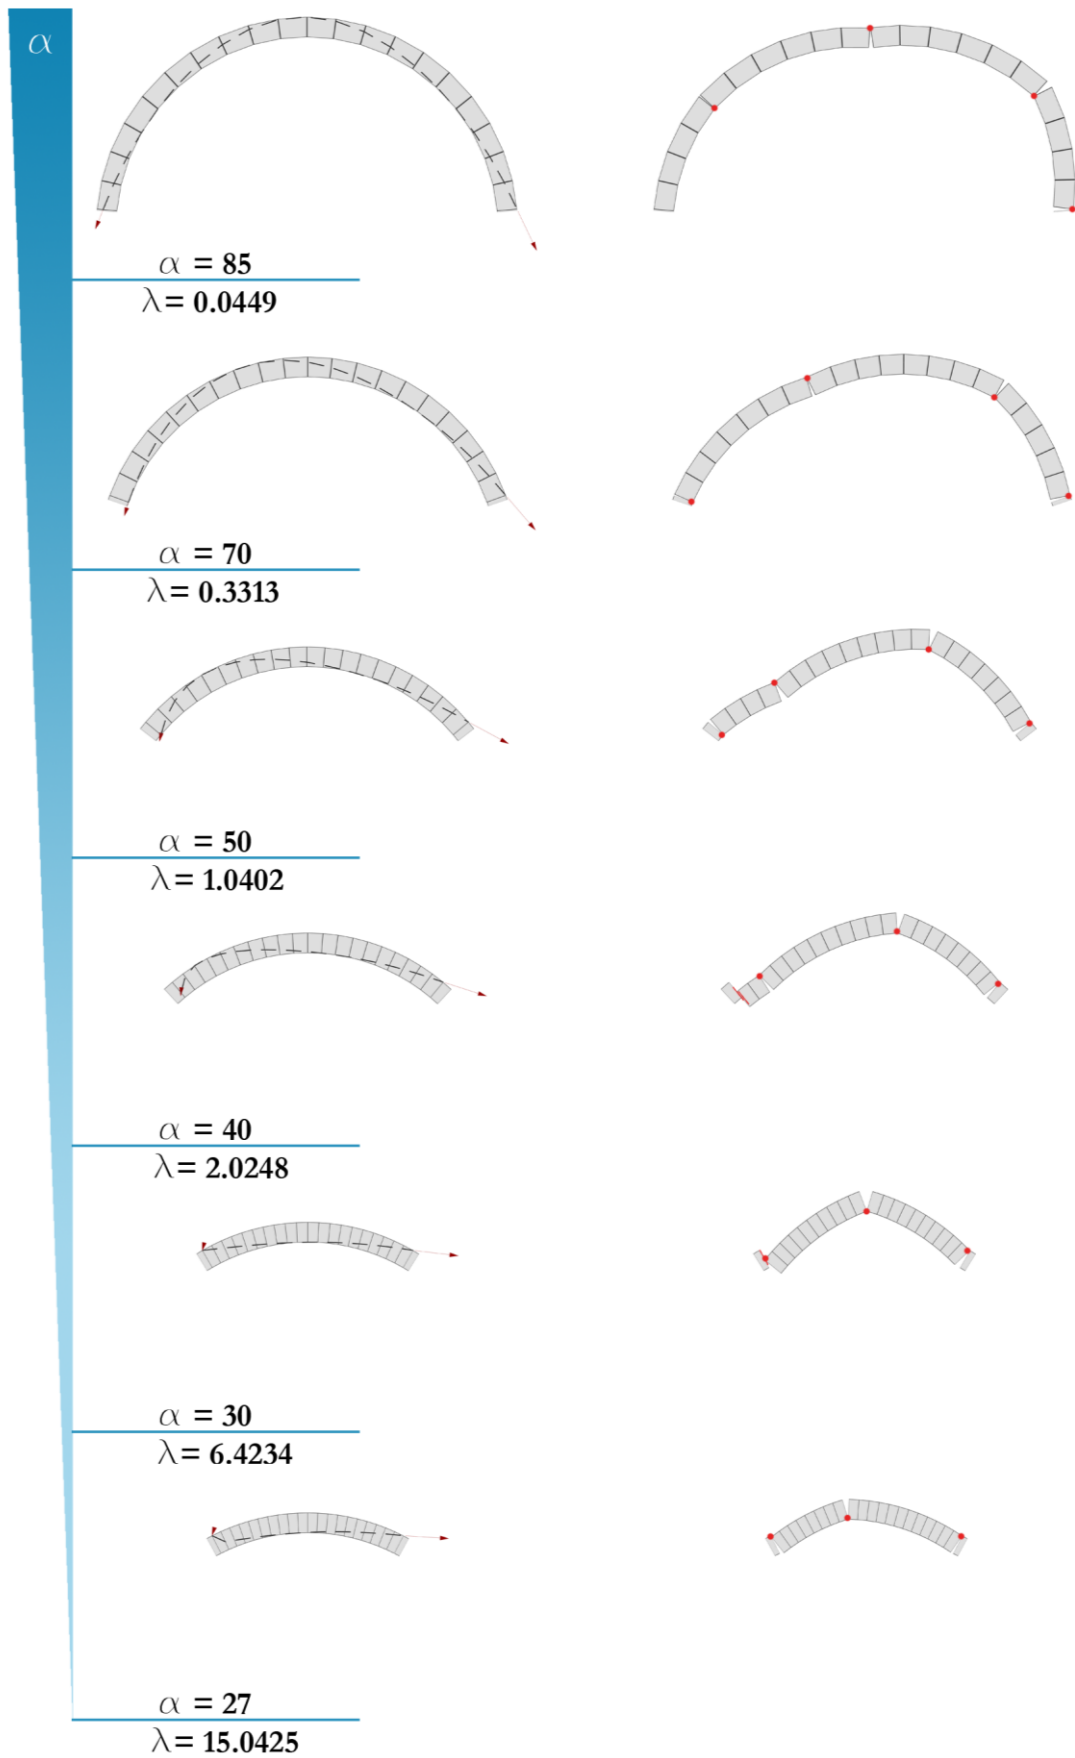 α
α = 85
λ= 0.0449
α = 70
λ= 0.3313
α = 50
λ= 1.0402
α = 40
λ= 2.0248
α = 30
λ= 6.4234
α = 27
λ= 15.0425